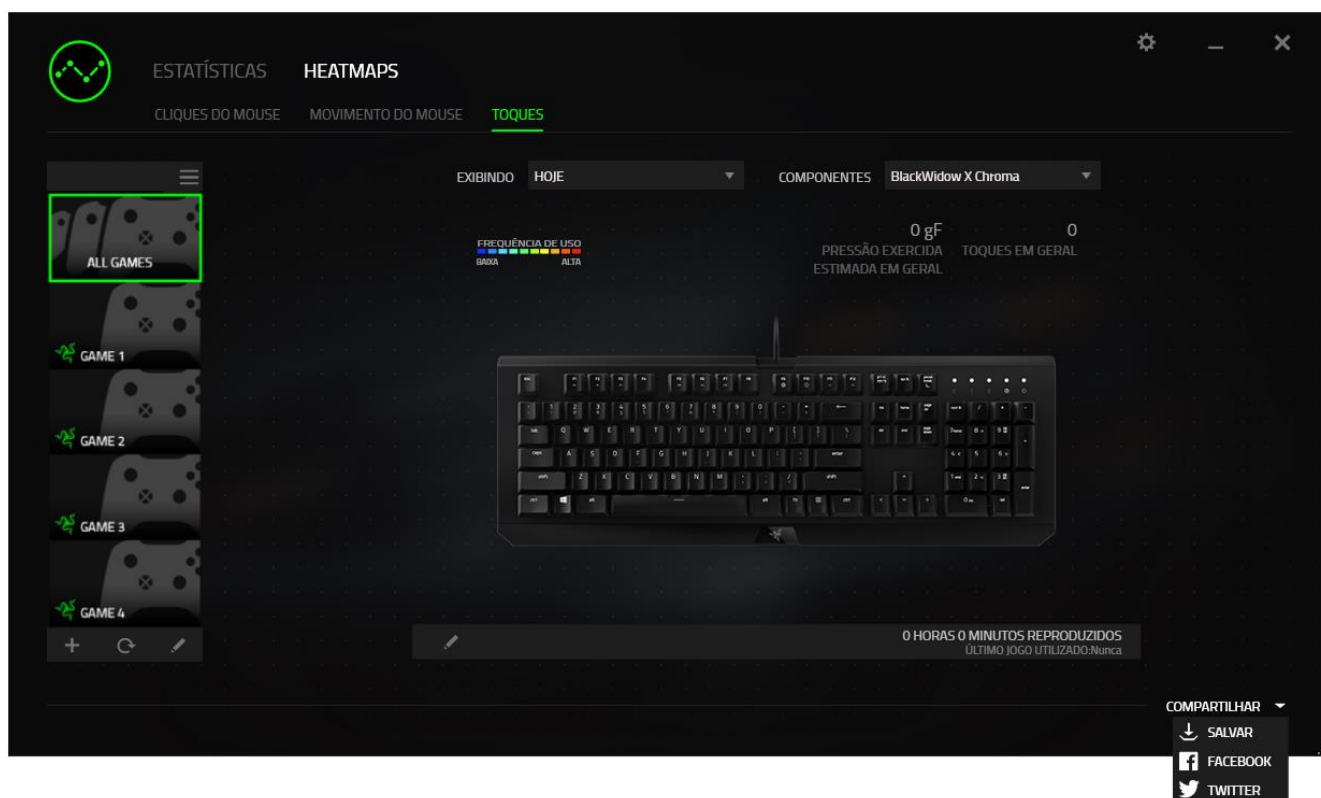 ESTATÍSTICAS HEATMAPS
CLIQUES DO MOUSE MOVIMENTO DO MOUSE TOQUES
EXIBINDO HOJE COMPONENTES BlackWidow X Chroma
ALL GAMES
GAME 1
GAME 2
GAME 3
GAME 4
FREQUÊNCIA DE USO
BAIXA ALTA
0 gF 0
PRESSÃO EXERCIDA TOQUES EM GERAL
ESTIMADA EM GERAL
0 HORAS 0 MINUTOS REPRODUZIDOS
ÚLTIMO JOGO UTILIZADO:Nunca
COMPARTILHAR
SALVAR
FACEBOOK
TWITTER